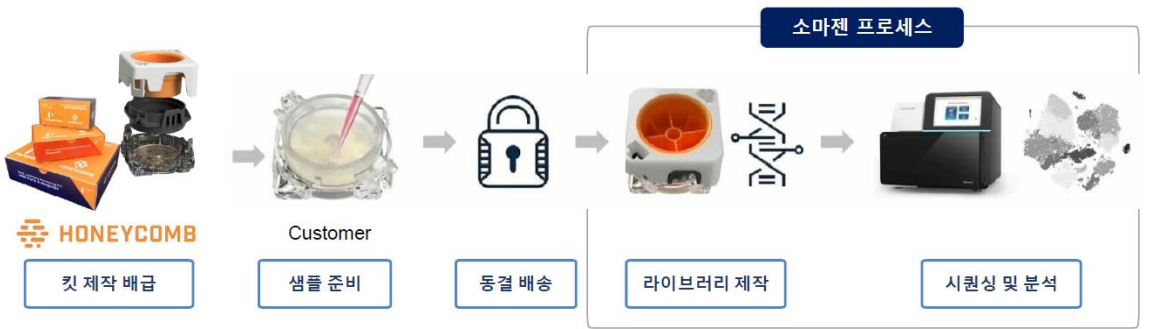 소마젠 프로세스
HONEYCOMB
Customer
킷 제작 배급
샘플 준비
동결 배송
라이브러리 제작
시퀀싱 및 분석